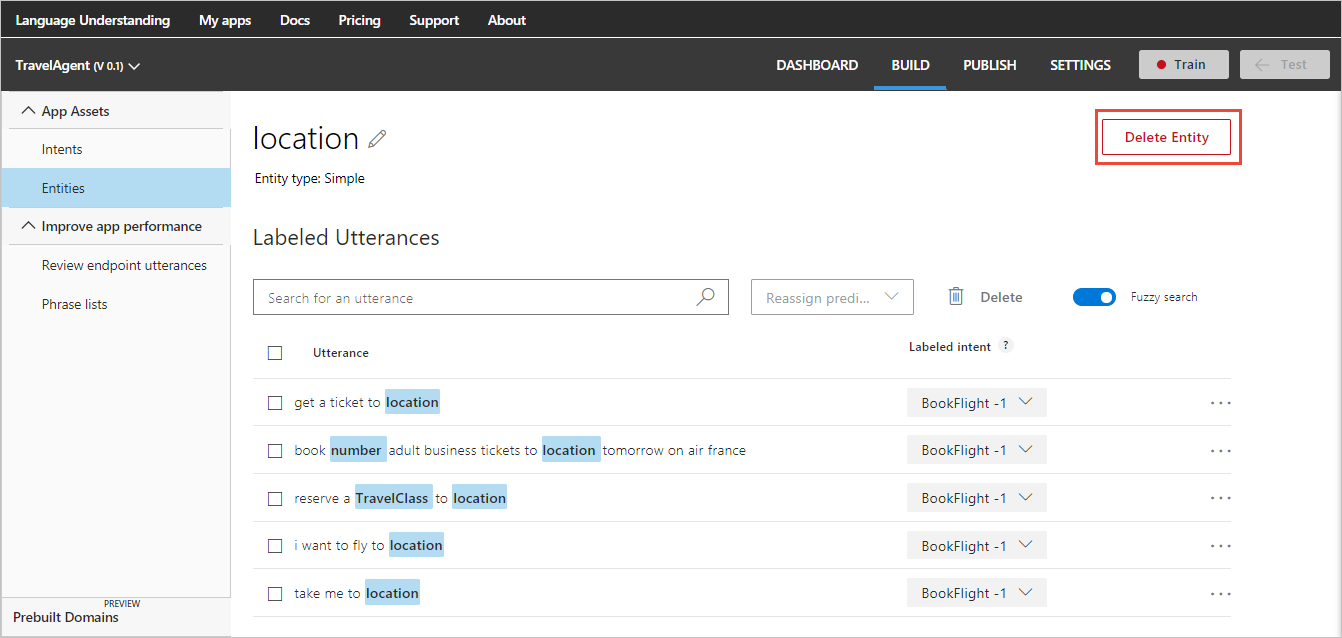 Language Understanding My apps Docs Pricing Support About
TravelAgent (V 0.1) DASHBOARD BUILD PUBLISH SETTINGS Train Test
App Assets
Intents
Entities
Improve app performance
Review endpoint utterances
Phrase lists
PREVIEW
Prebuilt Domains
location
Delete Entity
Entity type: Simple
Labeled Utterances
Search for an utterance Reassign predi... Delete Fuzzy search
Utterance Labeled intent ?
get a ticket to location BookFlight -1 ...
book number adult business tickets to location tomorrow on air france BookFlight -1 ...
reserve a TravelClass to location BookFlight -1 ...
i want to fly to location BookFlight -1 ...
take me to location BookFlight -1 ...